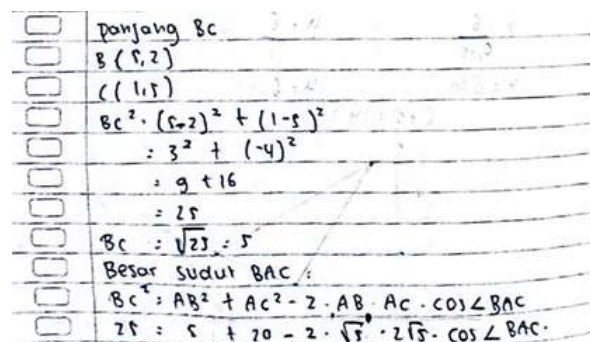 panjang BC
B (5,2)
C (1,5)
BC² = (5-2)² + (1-5)²
= 3² + (-4)²
= 9 + 16
= 25
BC = √25 = 5
Besar sudut BAC :
BC² = AB² + AC² - 2 . AB . AC . COS ∠ BAC
25 = 5 + 20 - 2 . √5 . 2√5 . COS ∠ BAC .